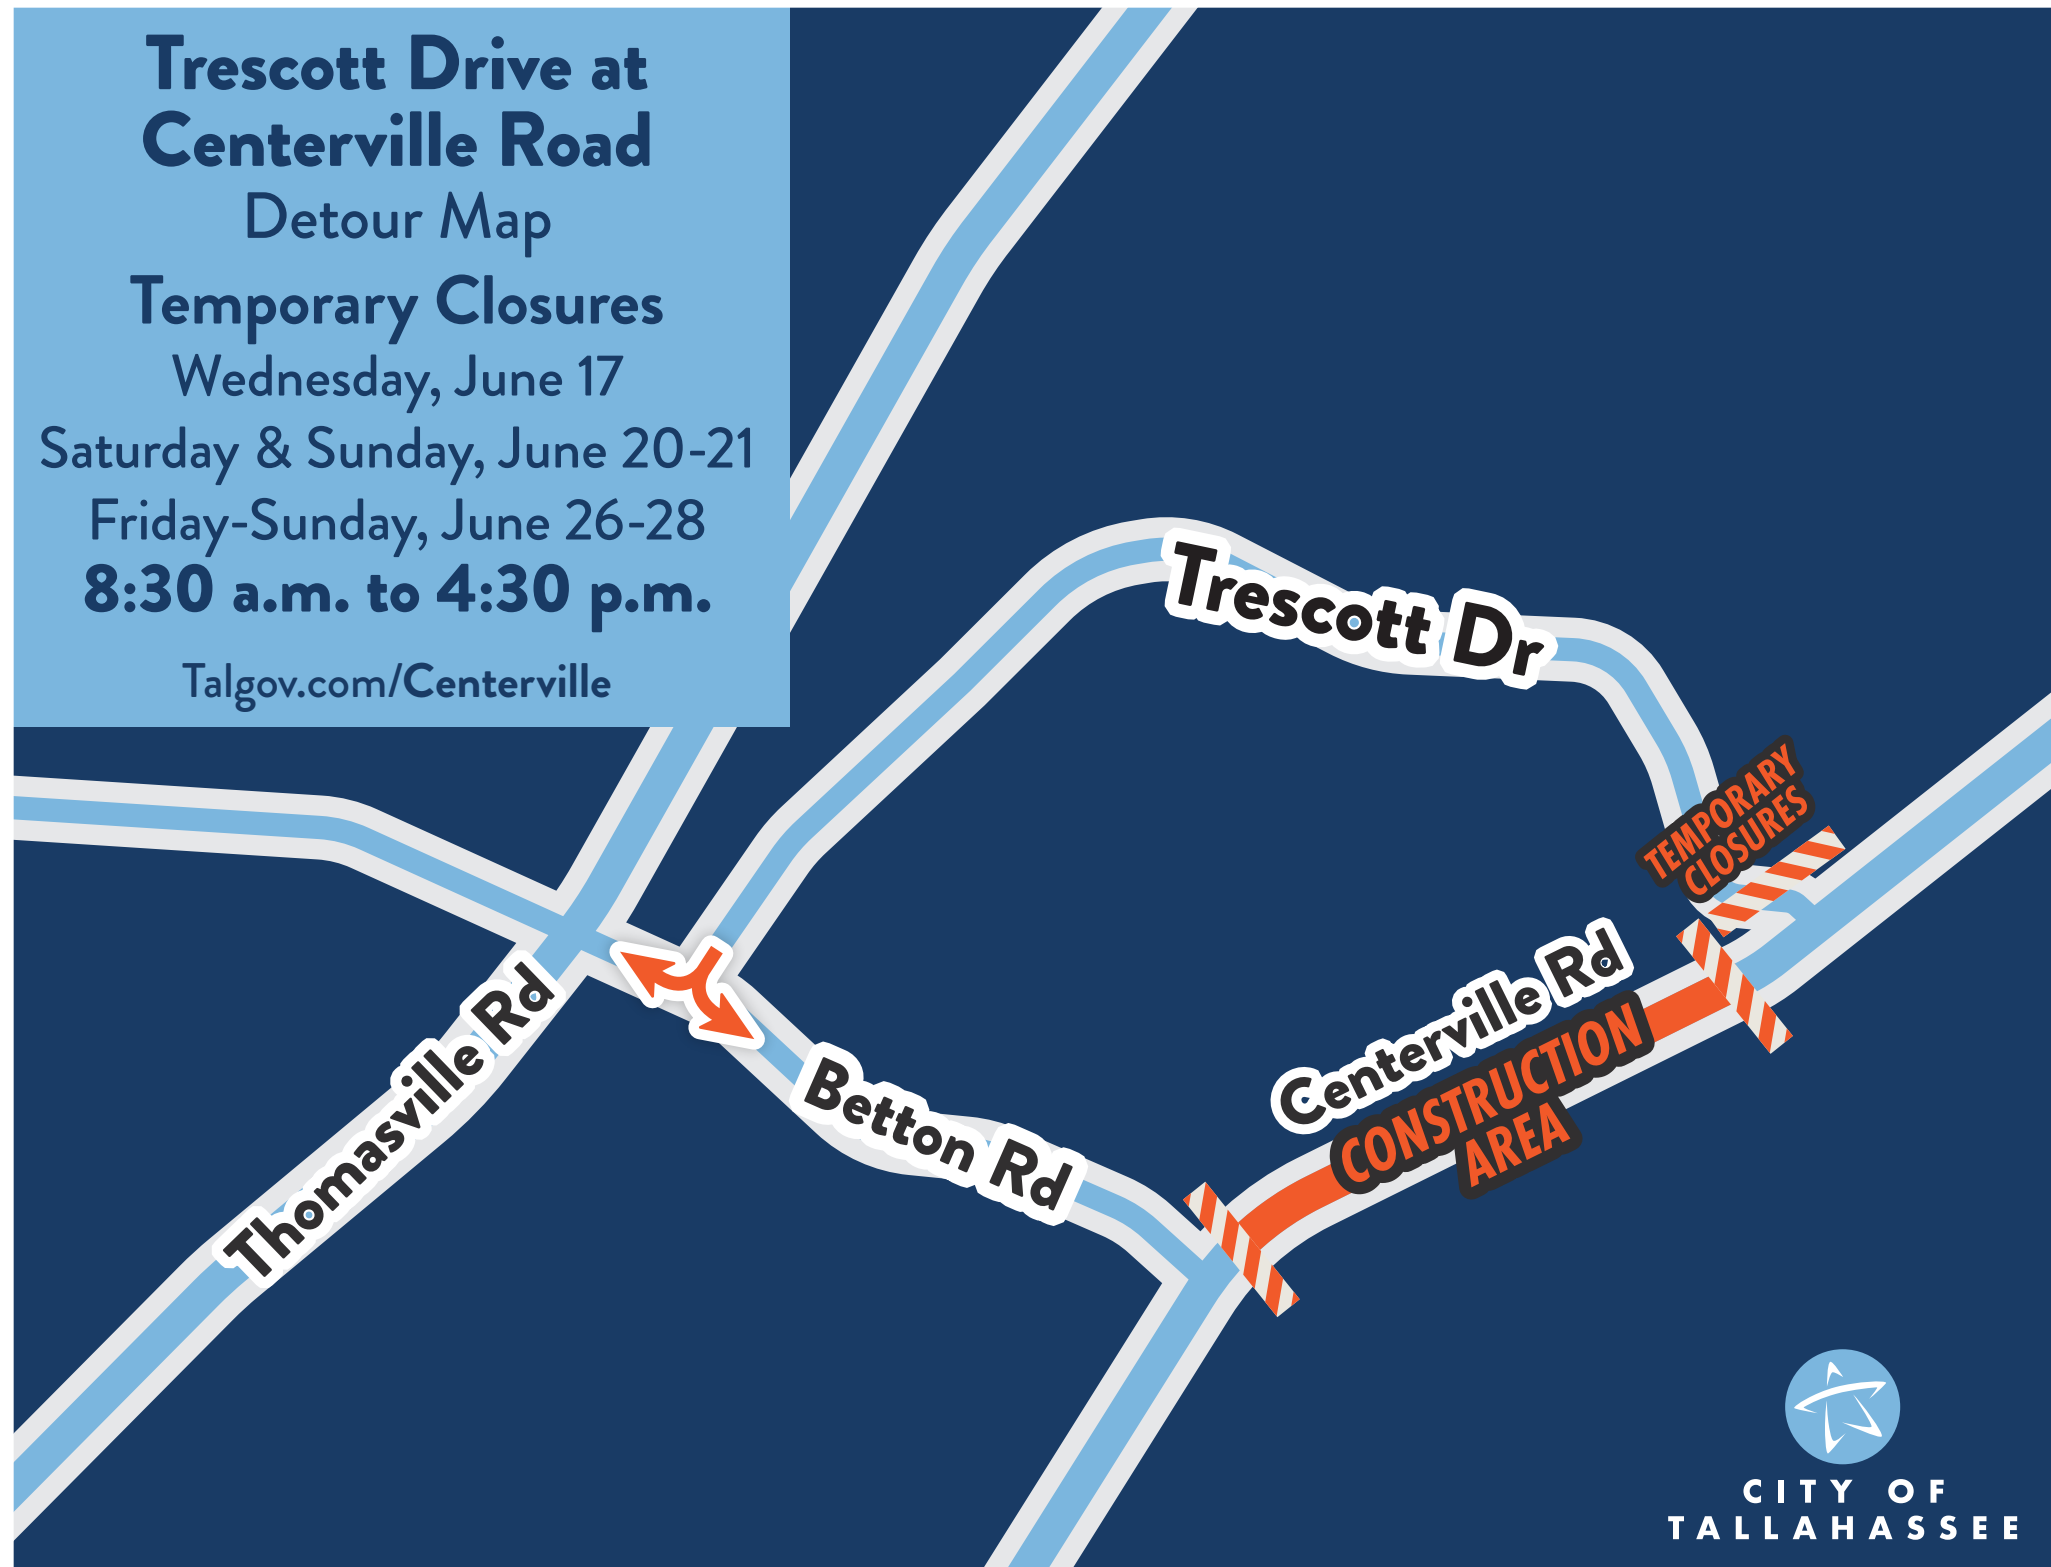 Trescott Drive at
Centerville Road
Detour Map
Temporary Closures
Wednesday, June 17
Saturday & Sunday, June 20-21
Friday-Sunday, June 26-28
8:30 a.m. to 4:30 p.m.
Talgov.com/Centerville
Trescott Dr
TEMPORARY
CLOSURES
Centerville Rd
CONSTRUCTION
AREA
Thomasville Rd
Betton Rd
CITY OF
TALLAHASSEE